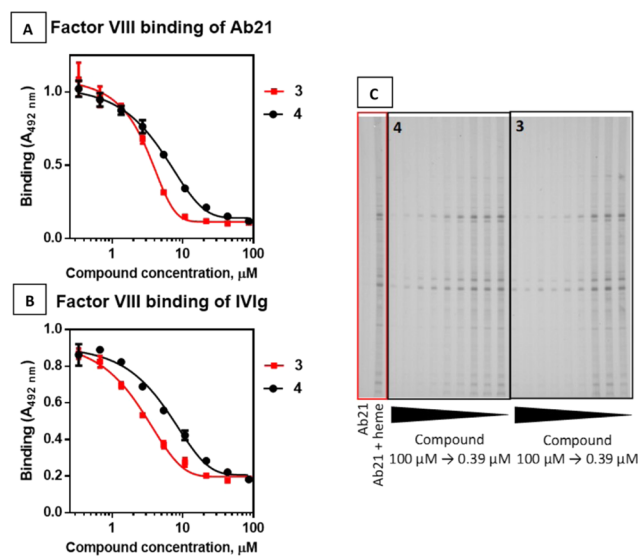 A Factor VIII binding of Ab21
Binding (A492 nm)
1.0
0.5
0.0
1 10 100
Compound concentration, µM
3
4
B Factor VIII binding of IVIg
Binding (A492 nm)
1.0
0.8
0.6
0.4
0.2
0.0
1 10 100
Compound concentration, µM
3
4
C
4 3
Ab21
Ab21 + heme
Compound
100 µM → 0.39 µM
Compound
100 µM → 0.39 µM